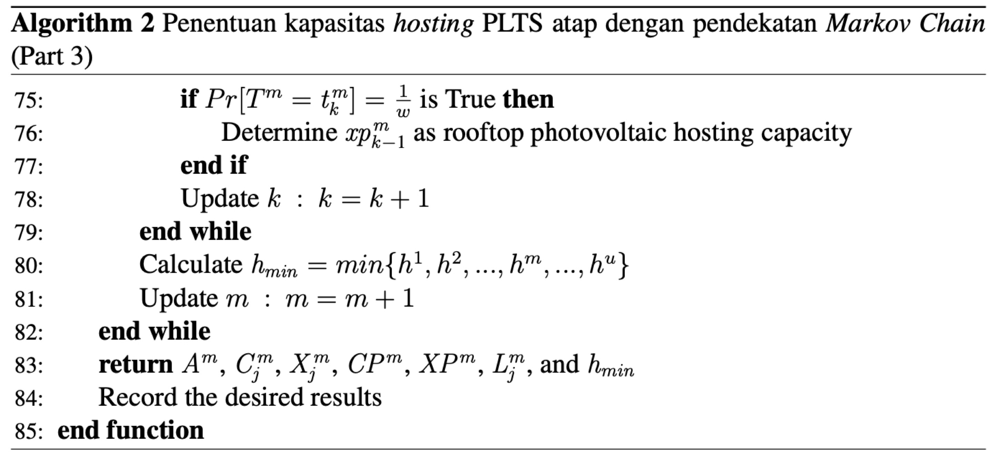 Algorithm 2 Penentuan kapasitas hosting PLTS atap dengan pendekatan Markov Chain
(Part 3)
75: if $Pr[T^m = t_k^m] = \frac{1}{w}$ is True then
76: Determine $xp_{k-1}^m$ as rooftop photovoltaic hosting capacity
77: end if
78: Update $k : k = k + 1$
79: end while
80: Calculate $h_{min} = min\{h^1, h^2, ..., h^m, ..., h^u\}$
81: Update $m : m = m + 1$
82: end while
83: return $A^m$, $C_j^m$, $X_j^m$, $CP^m$, $XP^m$, $L_j^m$, and $h_{min}$
84: Record the desired results
85: end function